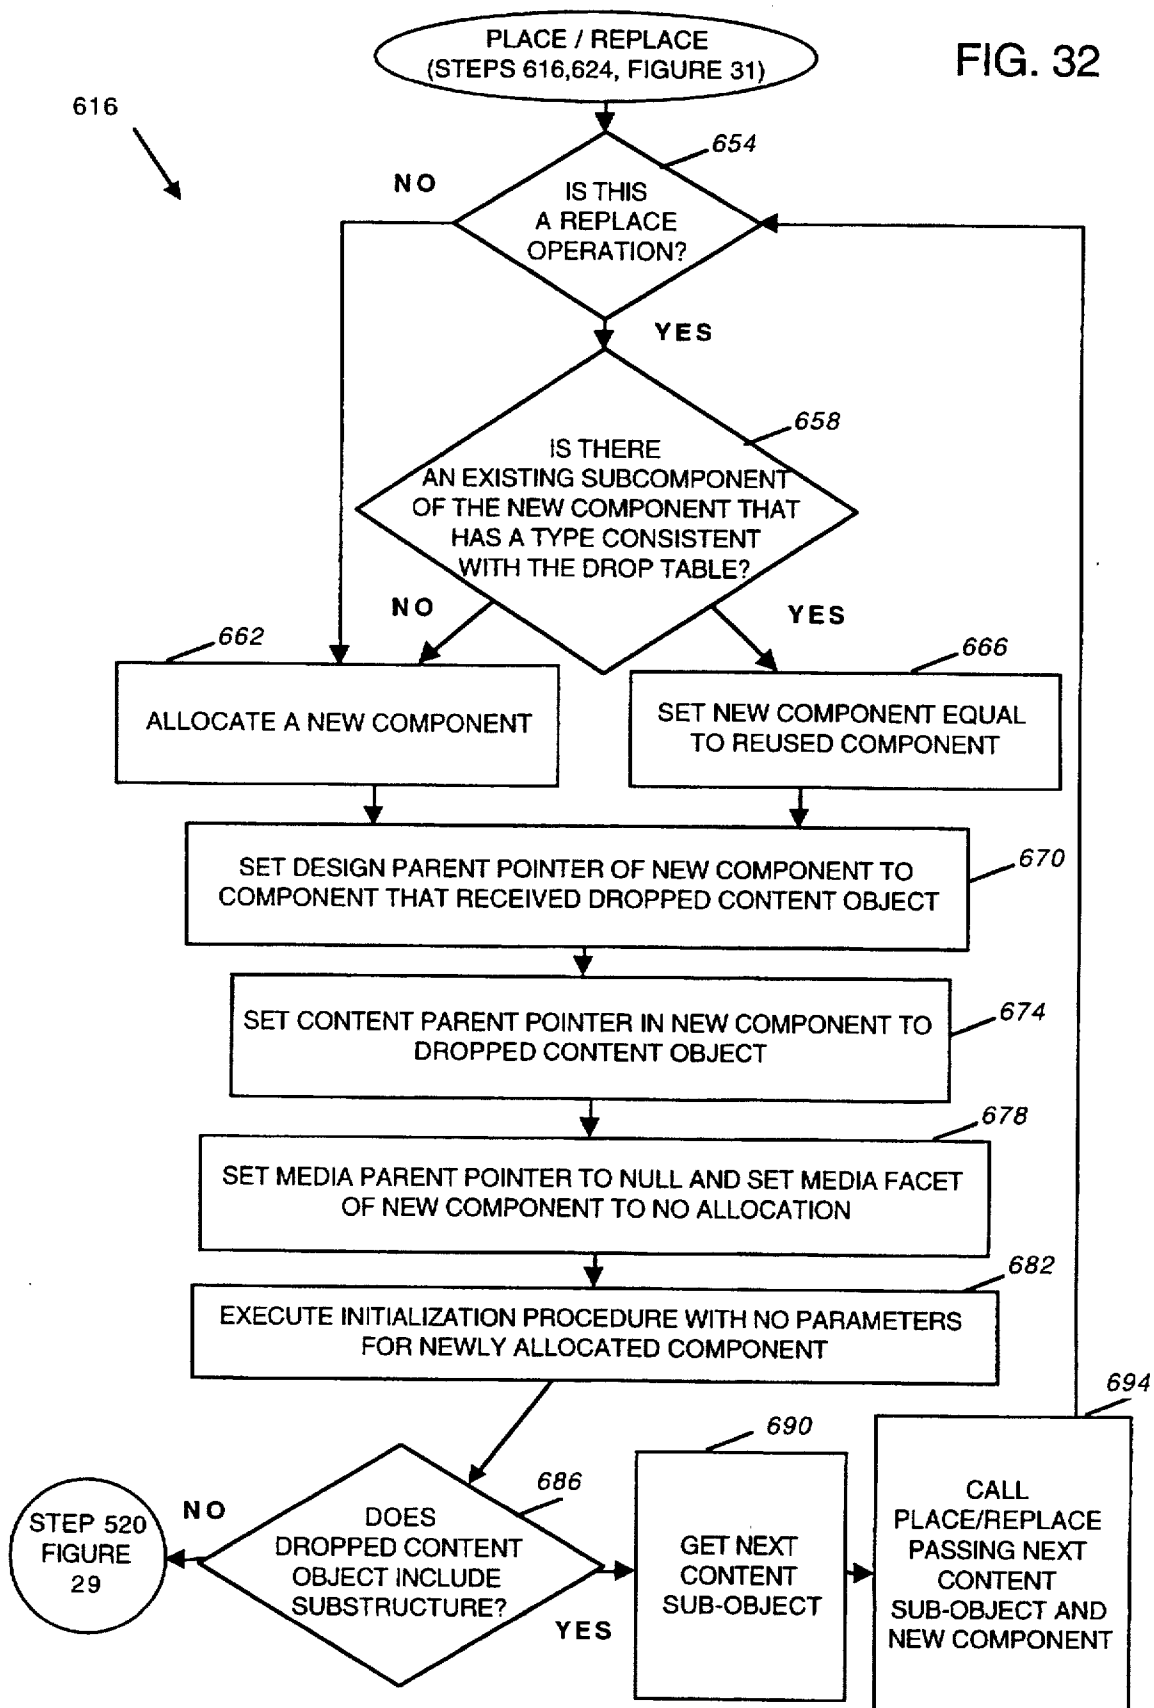 PLACE / REPLACE
(STEPS 616,624, FIGURE 31)
FIG. 32
616
654
NO
IS THIS
A REPLACE
OPERATION?
YES
658
IS THERE
AN EXISTING SUBCOMPONENT
OF THE NEW COMPONENT THAT
HAS A TYPE CONSISTENT
WITH THE DROP TABLE?
NO
YES
662
666
ALLOCATE A NEW COMPONENT
SET NEW COMPONENT EQUAL
TO REUSED COMPONENT
670
SET DESIGN PARENT POINTER OF NEW COMPONENT TO
COMPONENT THAT RECEIVED DROPPED CONTENT OBJECT
674
SET CONTENT PARENT POINTER IN NEW COMPONENT TO
DROPPED CONTENT OBJECT
678
SET MEDIA PARENT POINTER TO NULL AND SET MEDIA FACET
OF NEW COMPONENT TO NO ALLOCATION
682
EXECUTE INITIALIZATION PROCEDURE WITH NO PARAMETERS
FOR NEWLY ALLOCATED COMPONENT
686
DOES
DROPPED CONTENT
OBJECT INCLUDE
SUBSTRUCTURE?
NO
STEP 520
FIGURE
29
YES
690
GET NEXT
CONTENT
SUB-OBJECT
694
CALL
PLACE/REPLACE
PASSING NEXT
CONTENT
SUB-OBJECT AND
NEW COMPONENT